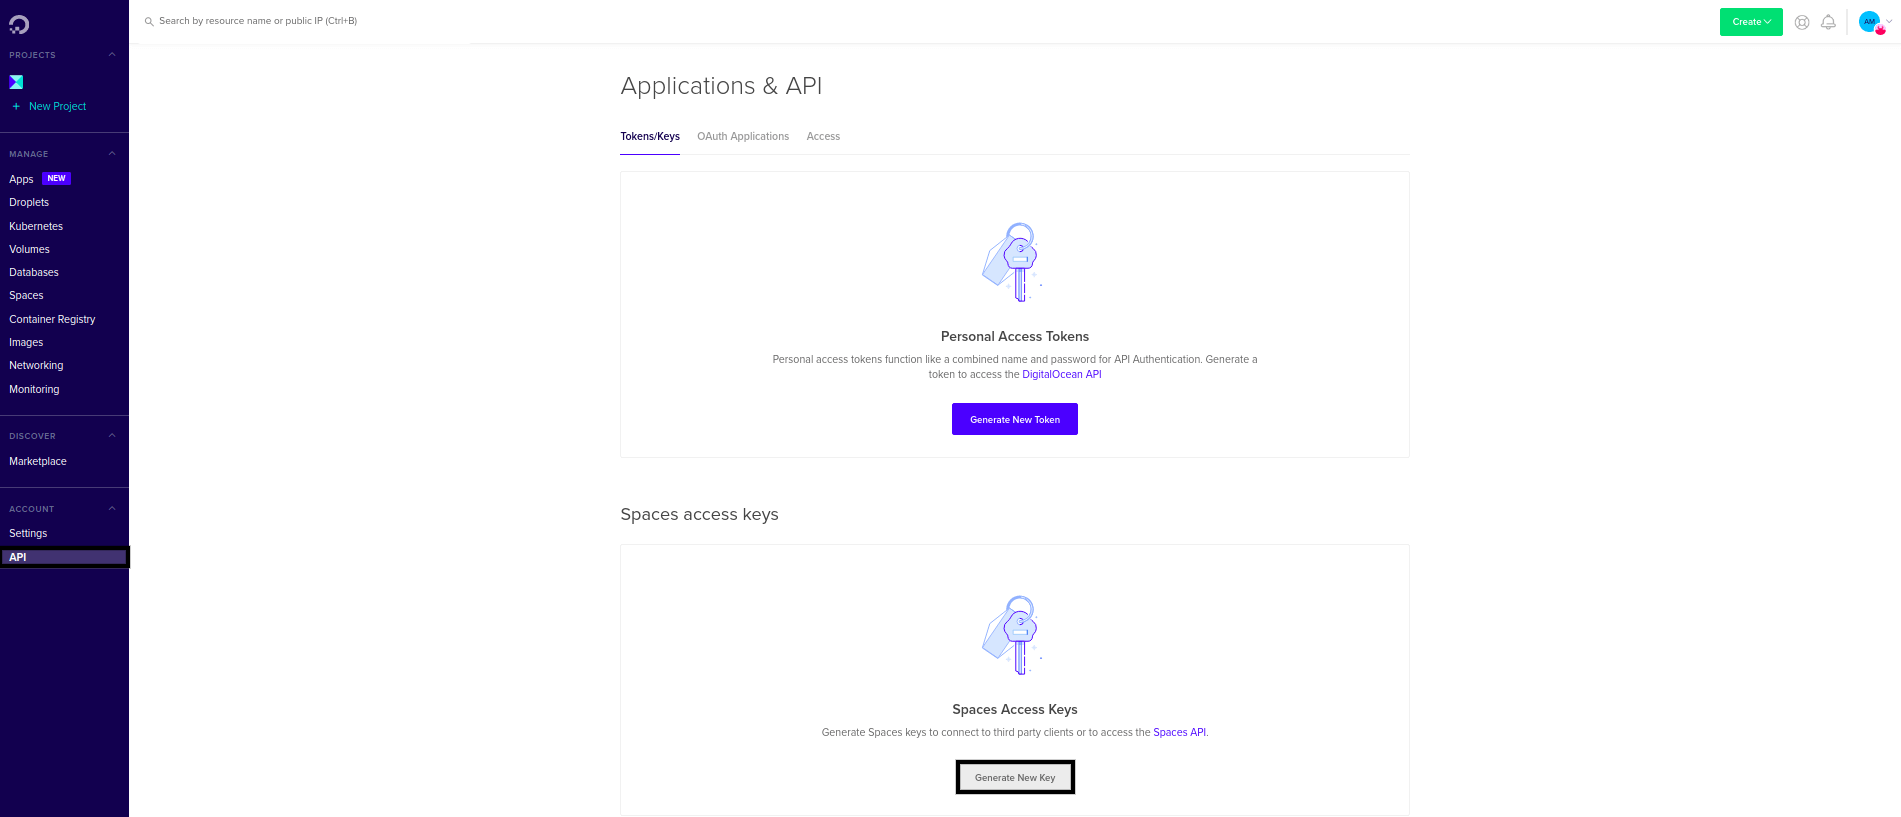 Search by resource name or public IP (Ctrl+B)
Create
AM
PROJECTS
+ New Project
MANAGE
Apps NEW
Droplets
Kubernetes
Volumes
Databases
Spaces
Container Registry
Images
Networking
Monitoring
DISCOVER
Marketplace
ACCOUNT
Settings
API
Applications & API
Tokens/Keys OAuth Applications Access
Personal Access Tokens
Personal access tokens function like a combined name and password for API Authentication. Generate a
token to access the DigitalOcean API
Generate New Token
Spaces access keys
Spaces Access Keys
Generate Spaces keys to connect to third party clients or to access the Spaces API.
Generate New Key